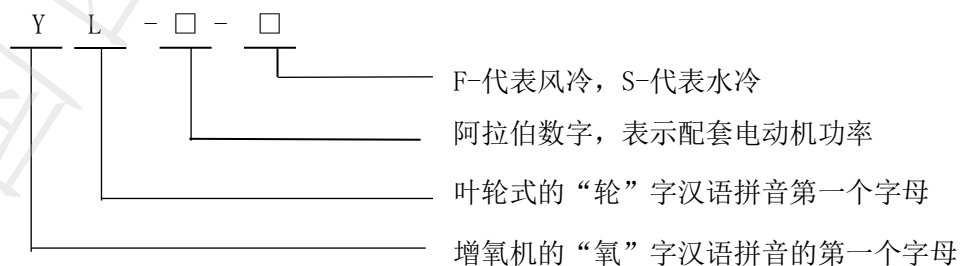 Y L -□-□
F-代表风冷，S-代表水冷
阿拉伯数字，表示配套电动机功率
叶轮式的“轮”字汉语拼音第一个字母
增氧机的“氧”字汉语拼音的第一个字母